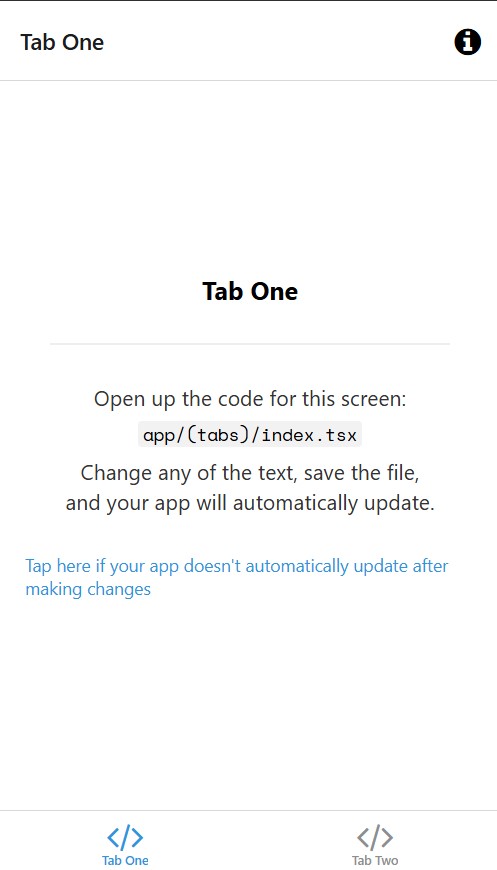 Tab One
Tab One
Open up the code for this screen:
app/(tabs)/index.tsx
Change any of the text, save the file,
and your app will automatically update.
Tap here if your app doesn't automatically update after
making changes
Tab One
Tab Two